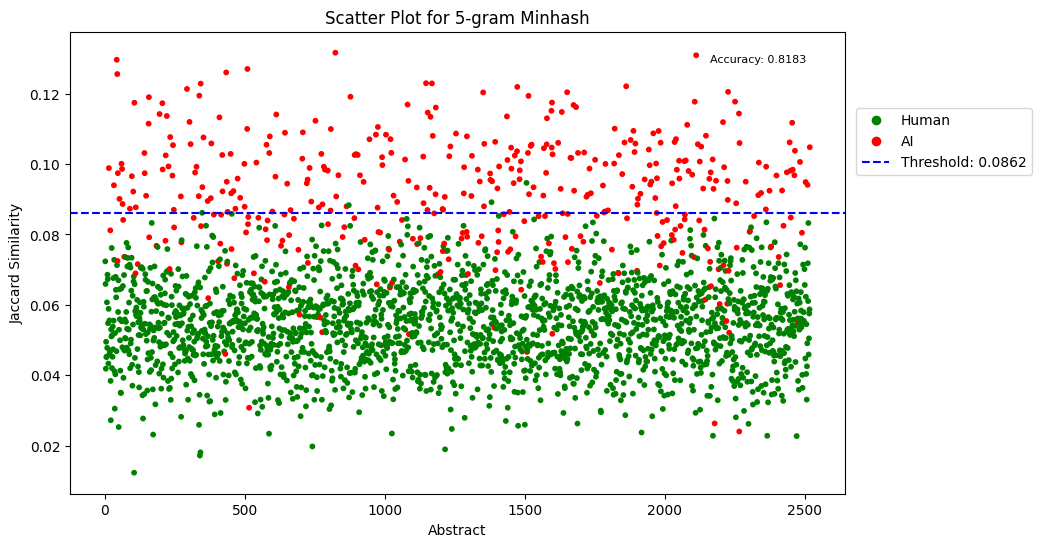 Scatter Plot for 5-gram Minhash
Accuracy: 0.8183
Human
AI
Threshold: 0.0862
Jaccard Similarity
0.12
0.10
0.08
0.06
0.04
0.02
0
500
1000
1500
2000
2500
Abstract